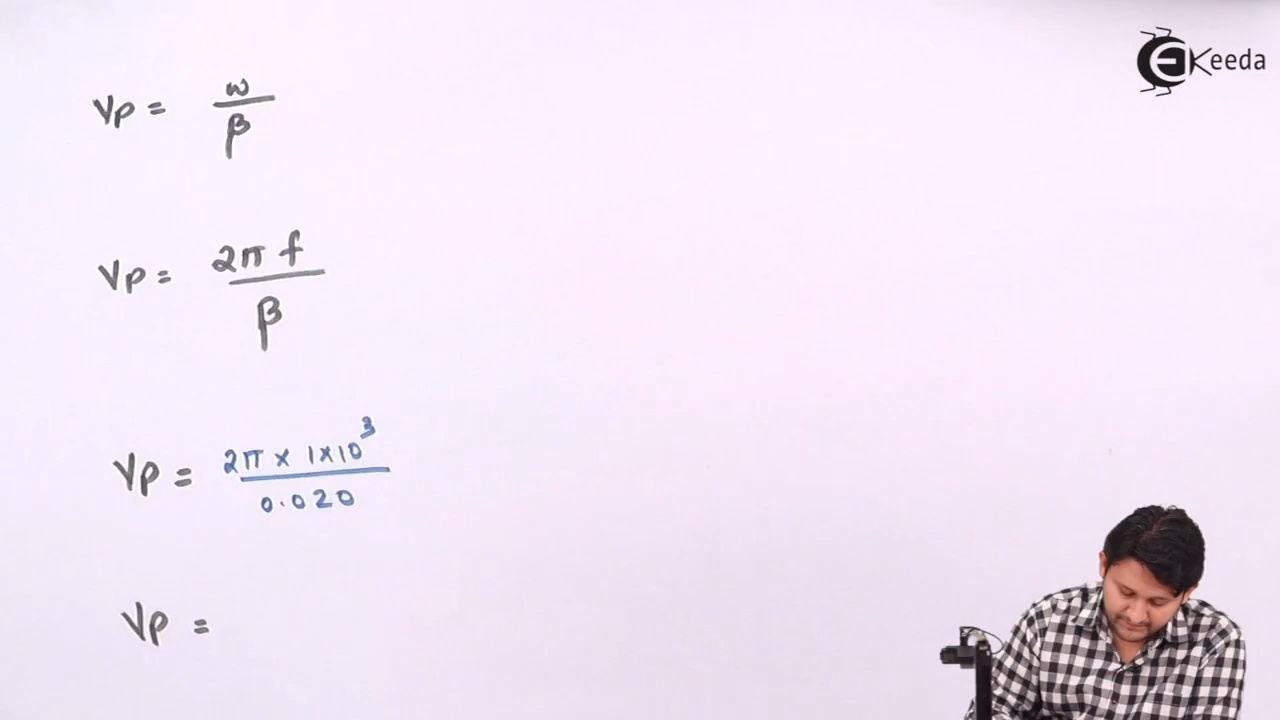 EKeeda
Vp = ω/β
Vp = 2π f/β
Vp = 2π × 1×10³/0.020
Vp =